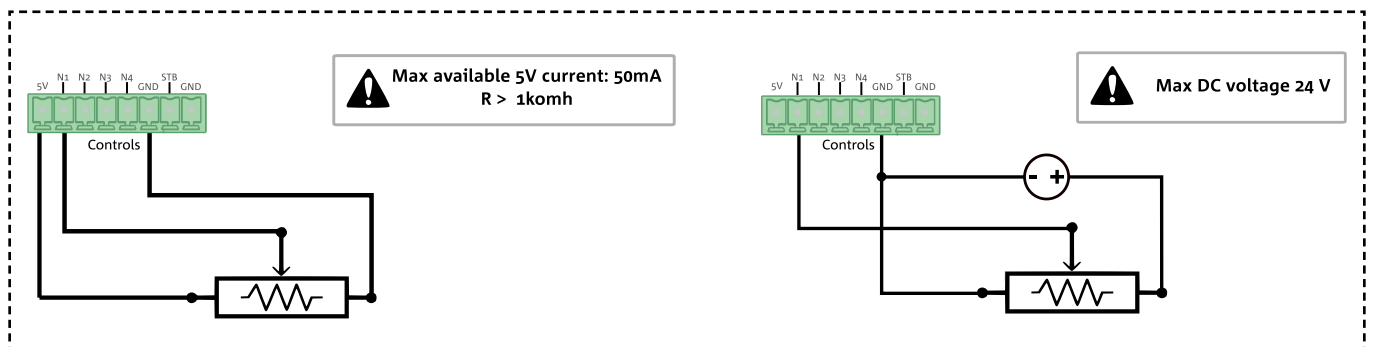 5V N1 N2 N3 N4 GND STB GND
Controls
Max available 5V current: 50mA
R > 1komh
5V N1 N2 N3 N4 GND STB GND
Controls
- +
Max DC voltage 24 V